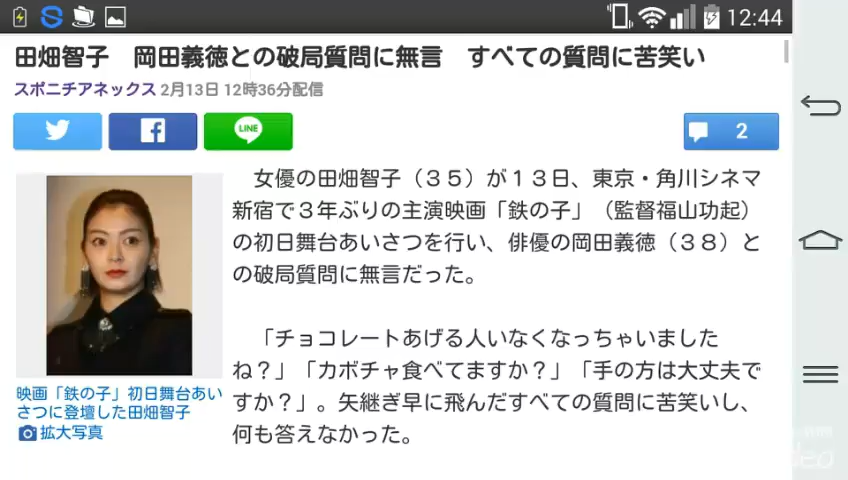 12:44
田畑智子　岡田義徳との破局質問に無言　すべての質問に苦笑い
スポニチアネックス 2月13日 12時36分配信
LINE
2
女優の田畑智子（３５）が１３日、東京・角川シネマ
新宿で３年ぶりの主演映画「鉄の子」（監督福山功起）
の初日舞台あいさつを行い、俳優の岡田義徳（３８）と
の破局質問に無言だった。
「チョコレートあげる人いなくなっちゃいました
ね？」「カボチャ食べてますか？」「手の方は大丈夫で
すか？」。矢継ぎ早に飛んだすべての質問に苦笑いし、
何も答えなかった。
映画「鉄の子」初日舞台あい
さつに登壇した田畑智子
拡大写真